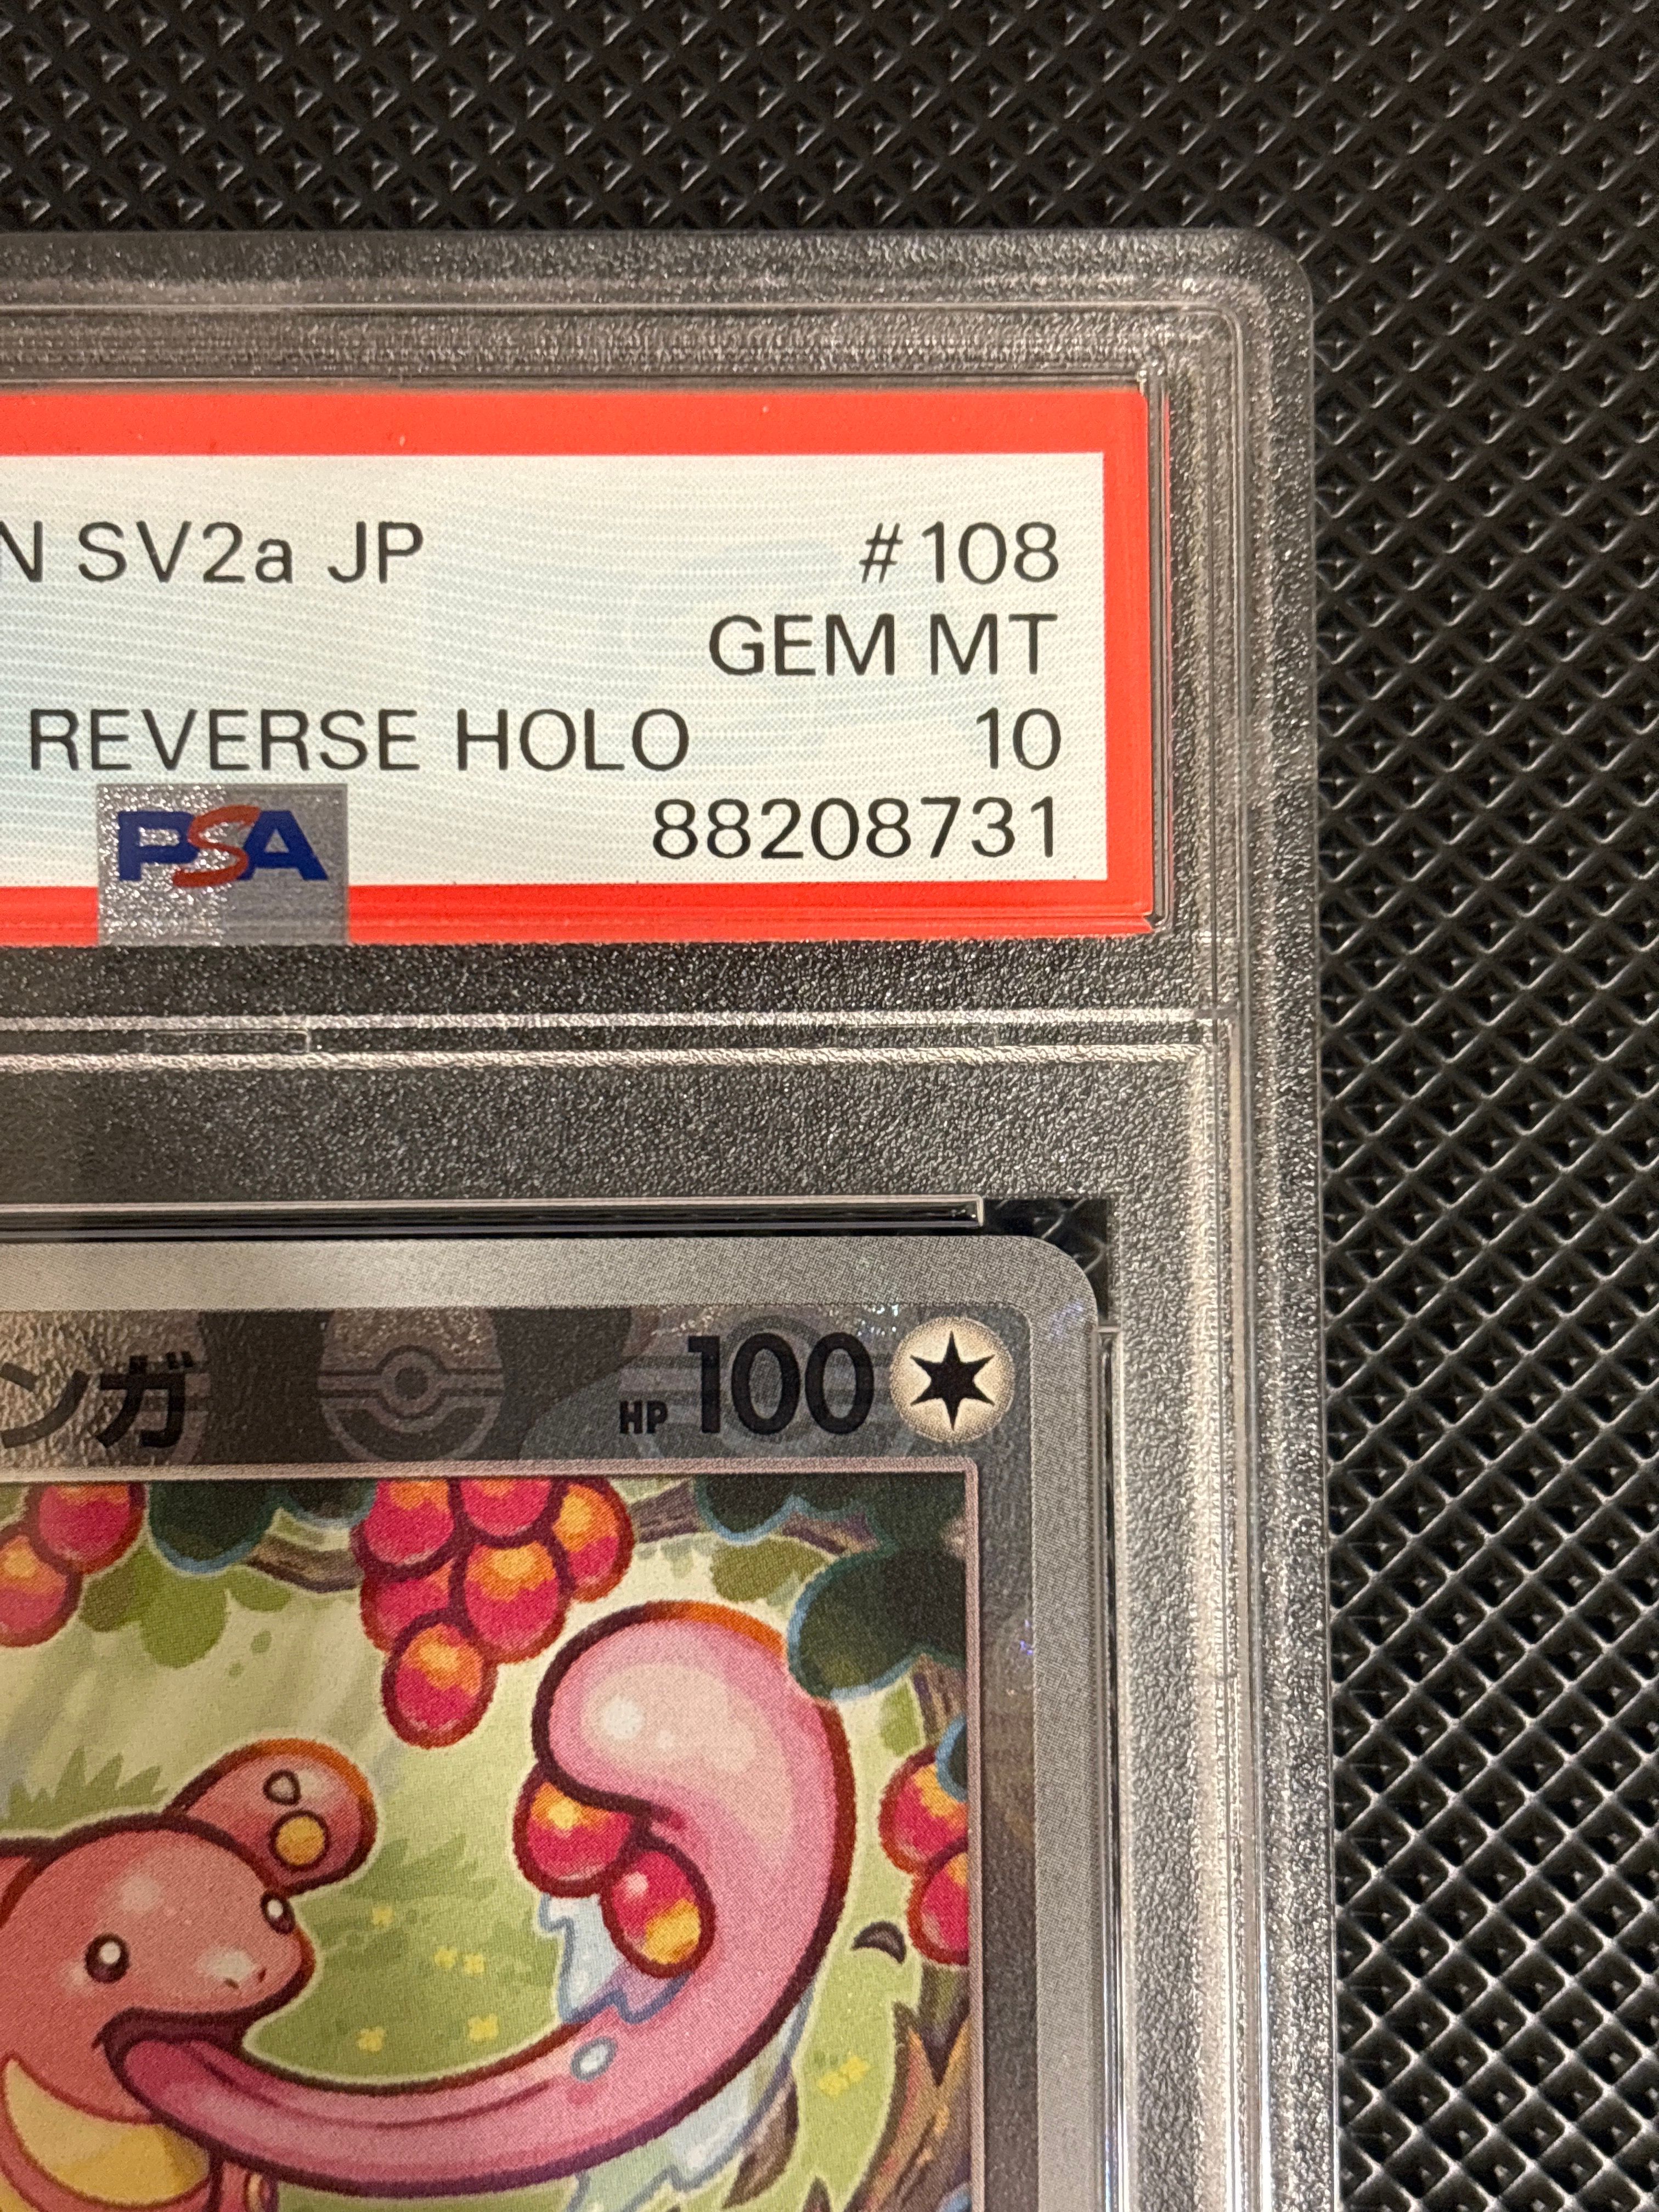 N SV2a JP #108
GEM MT
REVERSE HOLO 10
PSA 88208731
ンガ HP 100